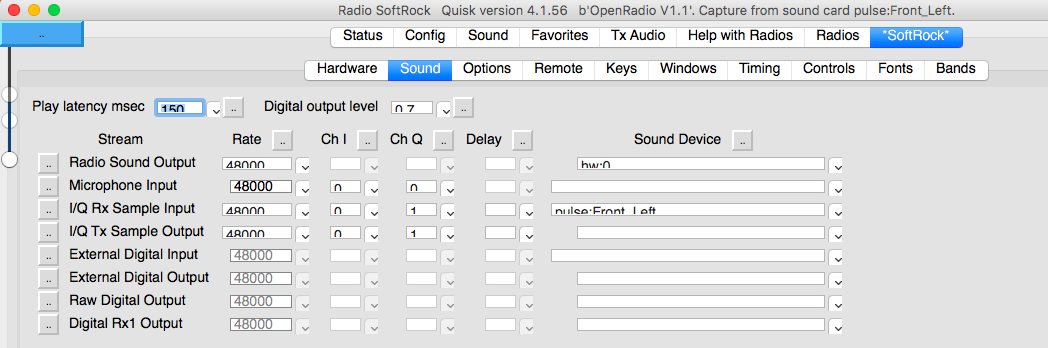 Radio SoftRock Quisk version 4.1.56 b'OpenRadio V1.1'. Capture from sound card pulse:Front_Left.
..
Status Config Sound Favorites Tx Audio Help with Radios Radios *SoftRock*
Hardware Sound Options Remote Keys Windows Timing Controls Fonts Bands
Play latency msec 150 .. Digital output level 0.7 ..
Stream Rate .. Ch I .. Ch Q .. Delay .. Sound Device ..
.. Radio Sound Output 48000 hw:0
.. Microphone Input 48000 0 0
.. I/Q Rx Sample Input 48000 0 1 pulse:Front_Left
.. I/Q Tx Sample Output 48000 0 1
.. External Digital Input 48000
.. External Digital Output 48000
.. Raw Digital Output 48000
.. Digital Rx1 Output 48000